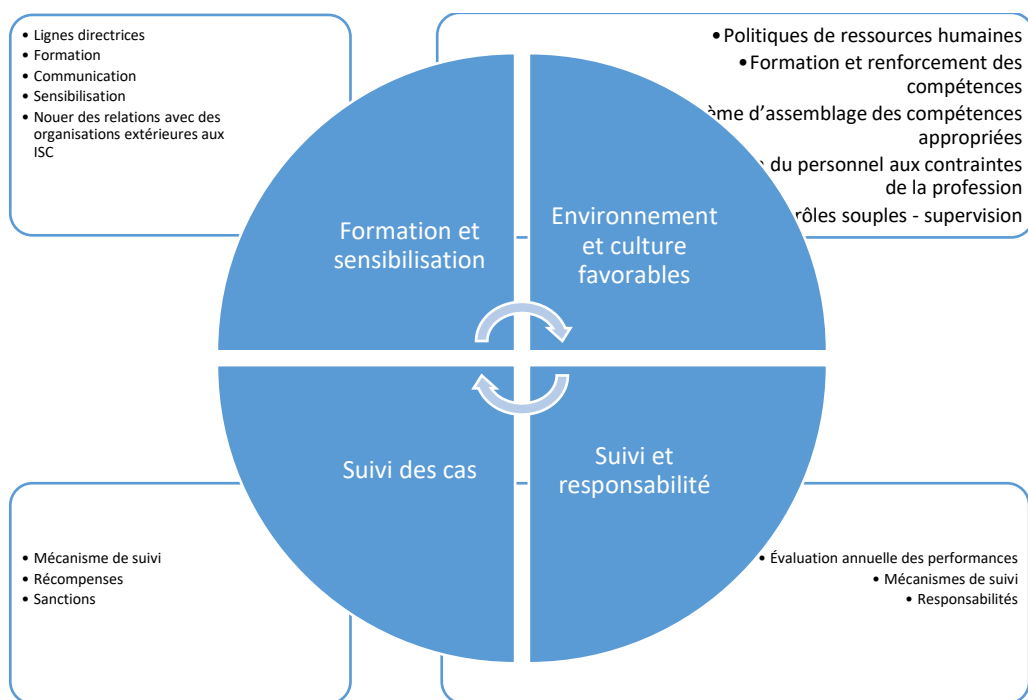 • Lignes directrices
• Formation
• Communication
• Sensibilisation
• Nouer des relations avec des
organisations extérieures aux
ISC
•Politiques de ressources humaines
•Formation et renforcement des
compétences
d’assemblage des compétences
appropriées
du personnel aux contraintes
de la profession
souples - supervision
Formation et
sensibilisation
Environnement
et culture
favorables
Suivi des cas
Suivi et
responsabilité
• Mécanisme de suivi
• Récompenses
• Sanctions
• Évaluation annuelle des performances
• Mécanismes de suivi
• Responsabilités